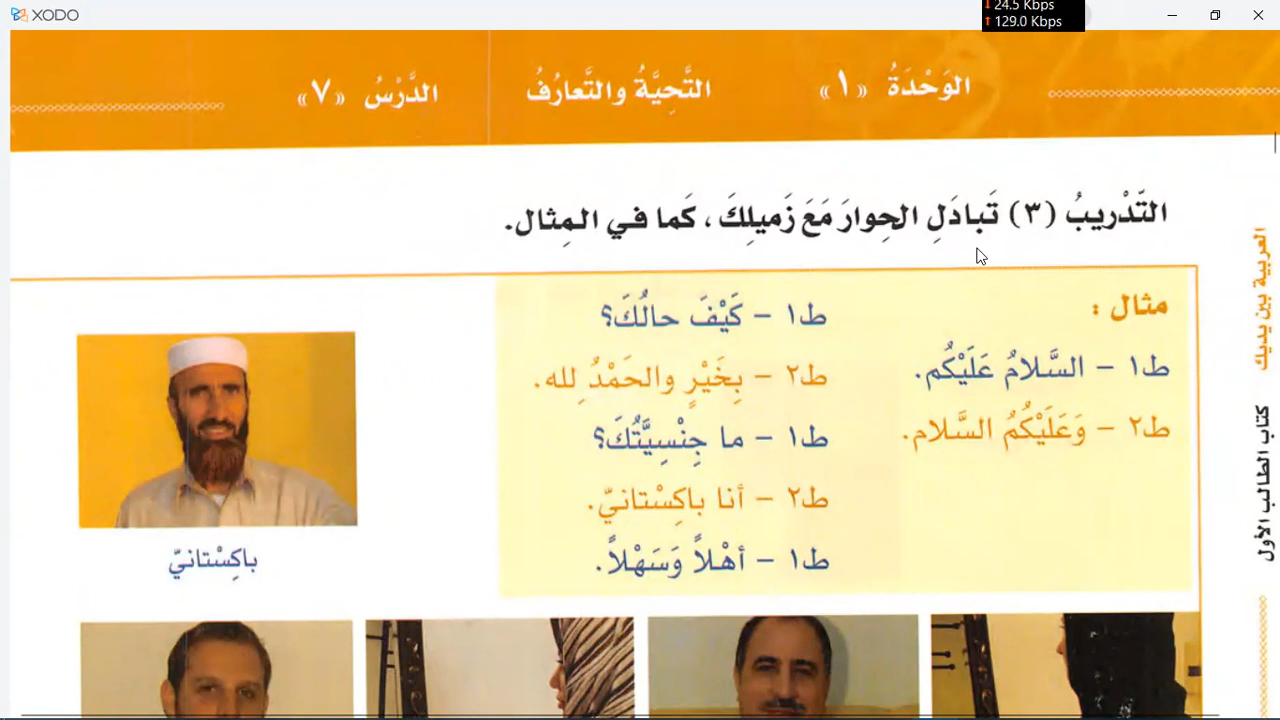 XODO
24.5 Kbps
129.0 Kbps
الوَحْدَةُ «١» التَّحِيَّةُ والتَّعارُفُ الدَّرْسُ «٧»
التّدْريبُ (٣) تَبادَلِ الحِوارَ مَعَ زَميلِكَ، كَما في المِثال.
مثال :
ط١ – السَّلامُ عَلَيْكُم.
ط٢ – وَعَلَيْكُمُ السَّلام.
ط١ – كَيْفَ حالُكَ؟
ط٢ – بِخَيْرٍ والحَمْدُ لِله.
ط١ – ما جِنْسِيَّتُكَ؟
ط٢ – أنا باكِسْتانيّ.
ط١ – أهْلاً وَسَهْلاً.
باكِسْتانيّ
العربية بين يديك
كتاب الطالب الأول